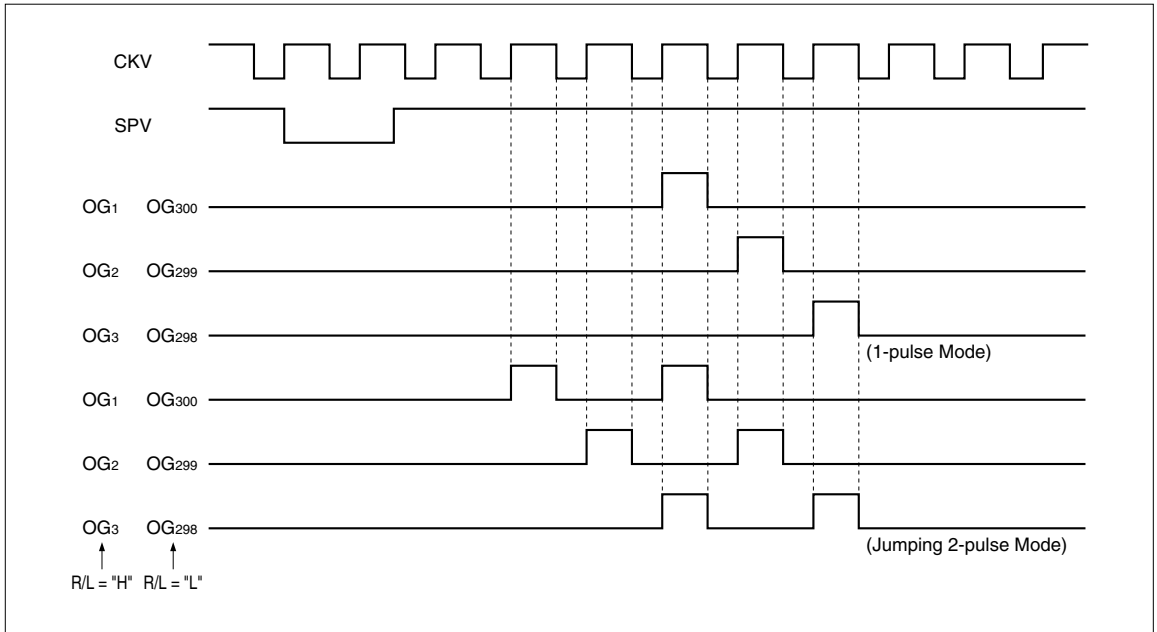 CKV
SPV
OG1 OG300
OG2 OG299
OG3 OG298
(1-pulse Mode)
OG1 OG300
OG2 OG299
OG3 OG298
(Jumping 2-pulse Mode)
R/L = "H" R/L = "L"